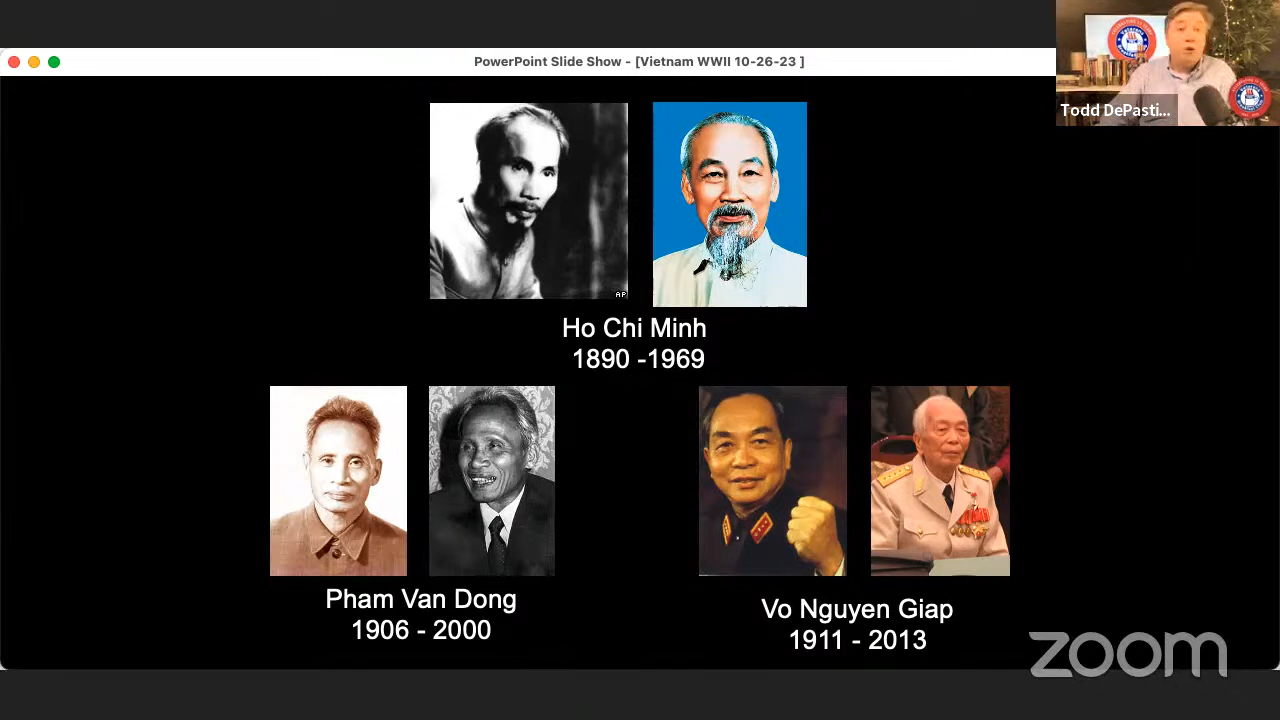 PowerPoint Slide Show - [Vietnam WWII 10-26-23 ]
Todd DePasti...
AP
Ho Chi Minh
1890 -1969
Pham Van Dong
1906 - 2000
Vo Nguyen Giap
1911 - 2013
zoom